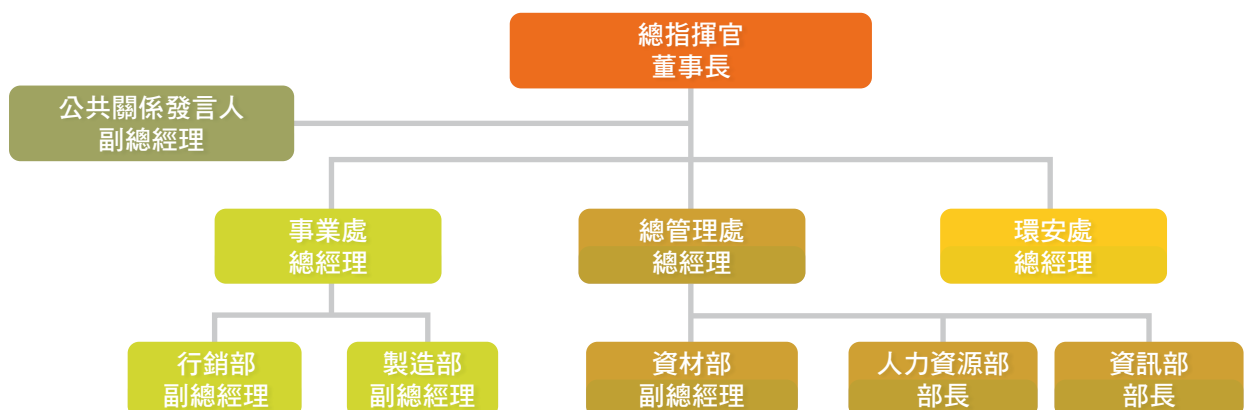 總指揮官
董事長
公共關係發言人
副總經理
事業處
總經理
總管理處
總經理
環安處
總經理
行銷部
副總經理
製造部
副總經理
資材部
副總經理
人力資源部
部長
資訊部
部長